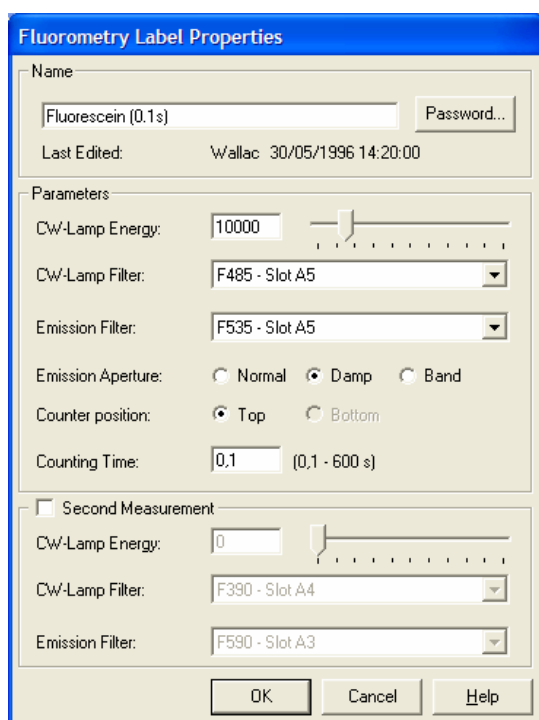 Fluorometry Label Properties
Name
Fluorescein (0.1s)
Password...
Last Edited: Wallac 30/05/1996 14:20:00
Parameters
CW-Lamp Energy: 10000
CW-Lamp Filter: F485 - Slot A5
Emission Filter: F535 - Slot A5
Emission Aperture: Normal Damp Band
Counter position: Top Bottom
Counting Time: 0,1 (0,1 - 600 s)
Second Measurement
CW-Lamp Energy: 0
CW-Lamp Filter: F390 - Slot A4
Emission Filter: F590 - Slot A3
OK Cancel Help